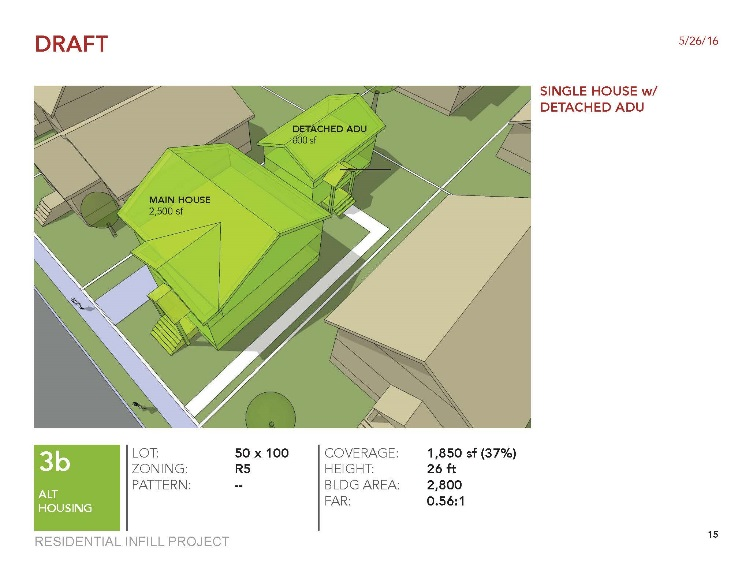 DRAFT
5/26/16
SINGLE HOUSE w/
DETACHED ADU
DETACHED ADU
800 sf
MAIN HOUSE
2,500 sf
3b
ALT
HOUSING
LOT: 50 x 100
ZONING: R5
PATTERN: --
COVERAGE: 1,850 sf (37%)
HEIGHT: 26 ft
BLDG AREA: 2,800
FAR: 0.56:1
RESIDENTIAL INFILL PROJECT
15